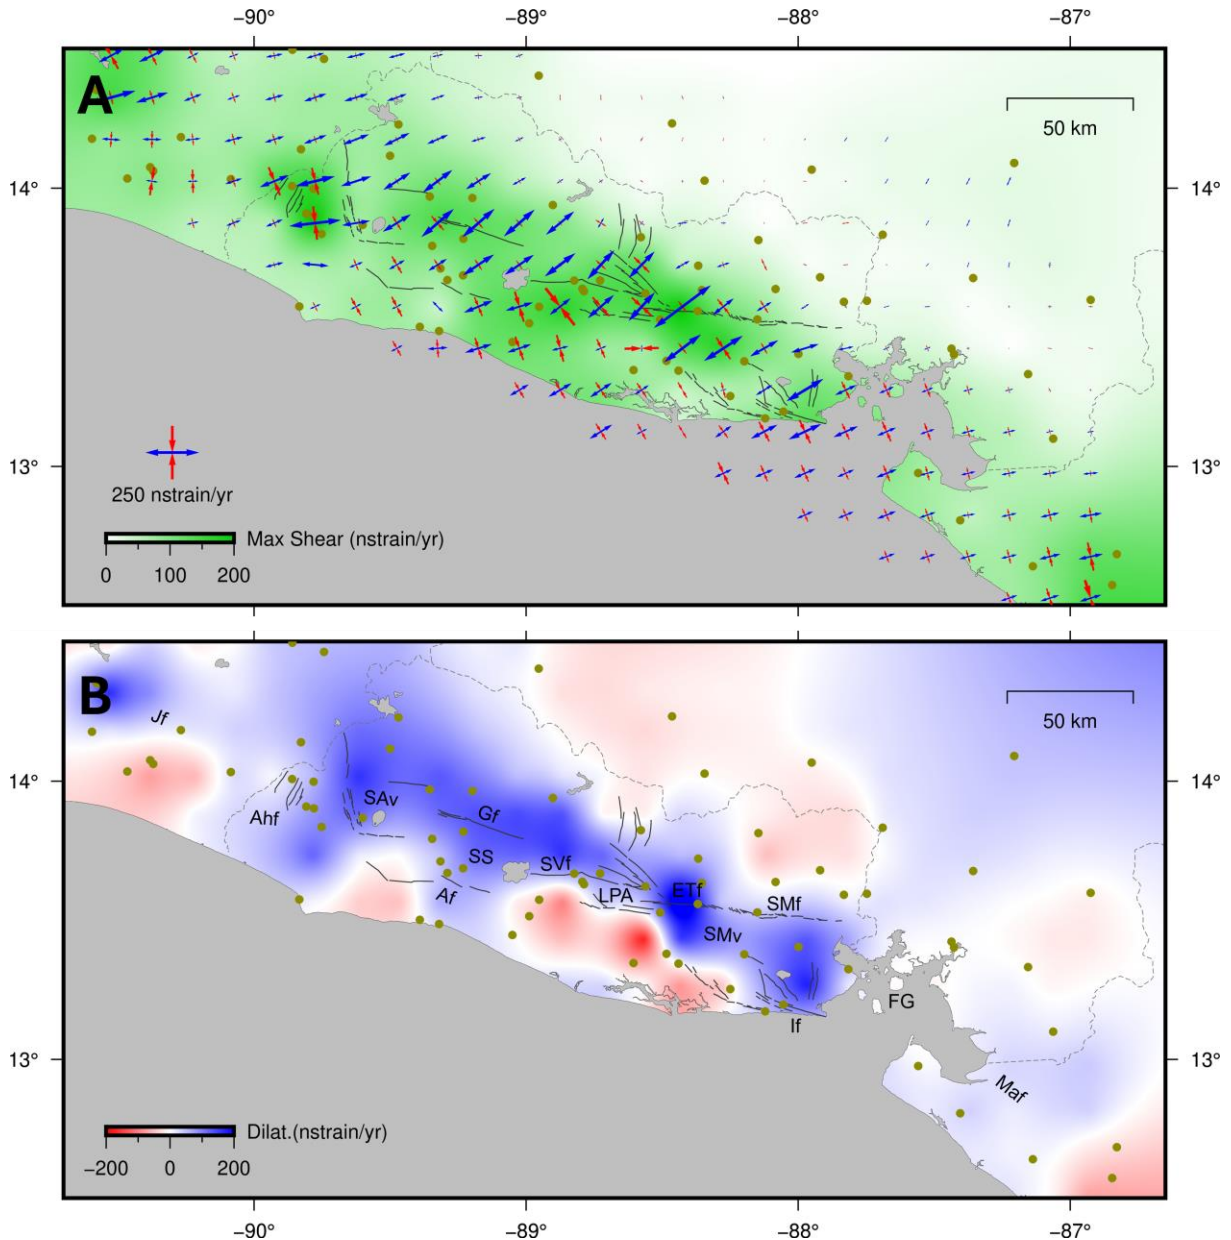 −90° −89° −88° −87°
A
50 km
14° 14°
13° 13°
250 nstrain/yr
Max Shear (nstrain/yr)
0 100 200
B
50 km
Jf
14° 14°
Ahf SAv Gf
SS SVf
Af LPA ETf SMf
SMv
FG
If
13° 13°
Maf
Dilat.(nstrain/yr)
−200 0 200
−90° −89° −88° −87°